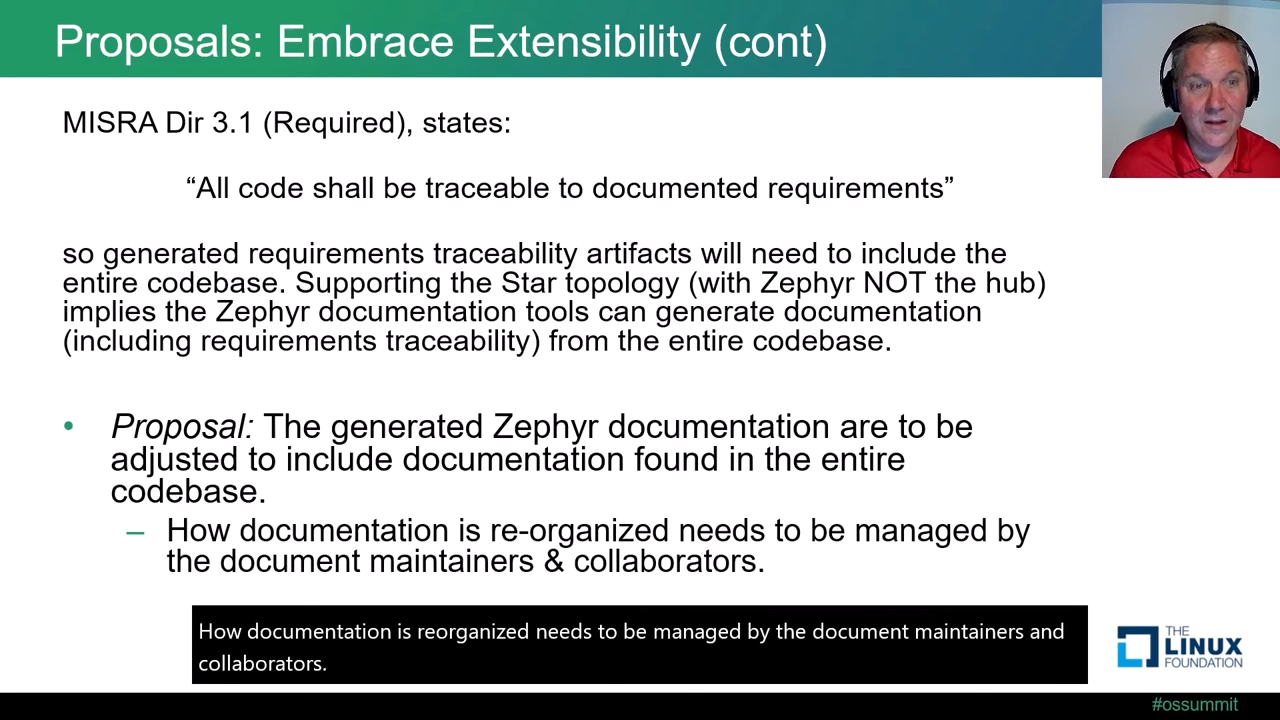 Proposals: Embrace Extensibility (cont)
MISRA Dir 3.1 (Required), states:
“All code shall be traceable to documented requirements”
so generated requirements traceability artifacts will need to include the
entire codebase. Supporting the Star topology (with Zephyr NOT the hub)
implies the Zephyr documentation tools can generate documentation
(including requirements traceability) from the entire codebase.
• Proposal: The generated Zephyr documentation are to be
adjusted to include documentation found in the entire
codebase.
– How documentation is re-organized needs to be managed by
the document maintainers & collaborators.
How documentation is reorganized needs to be managed by the document maintainers and
collaborators.
THE
LINUX
FOUNDATION
#ossummit